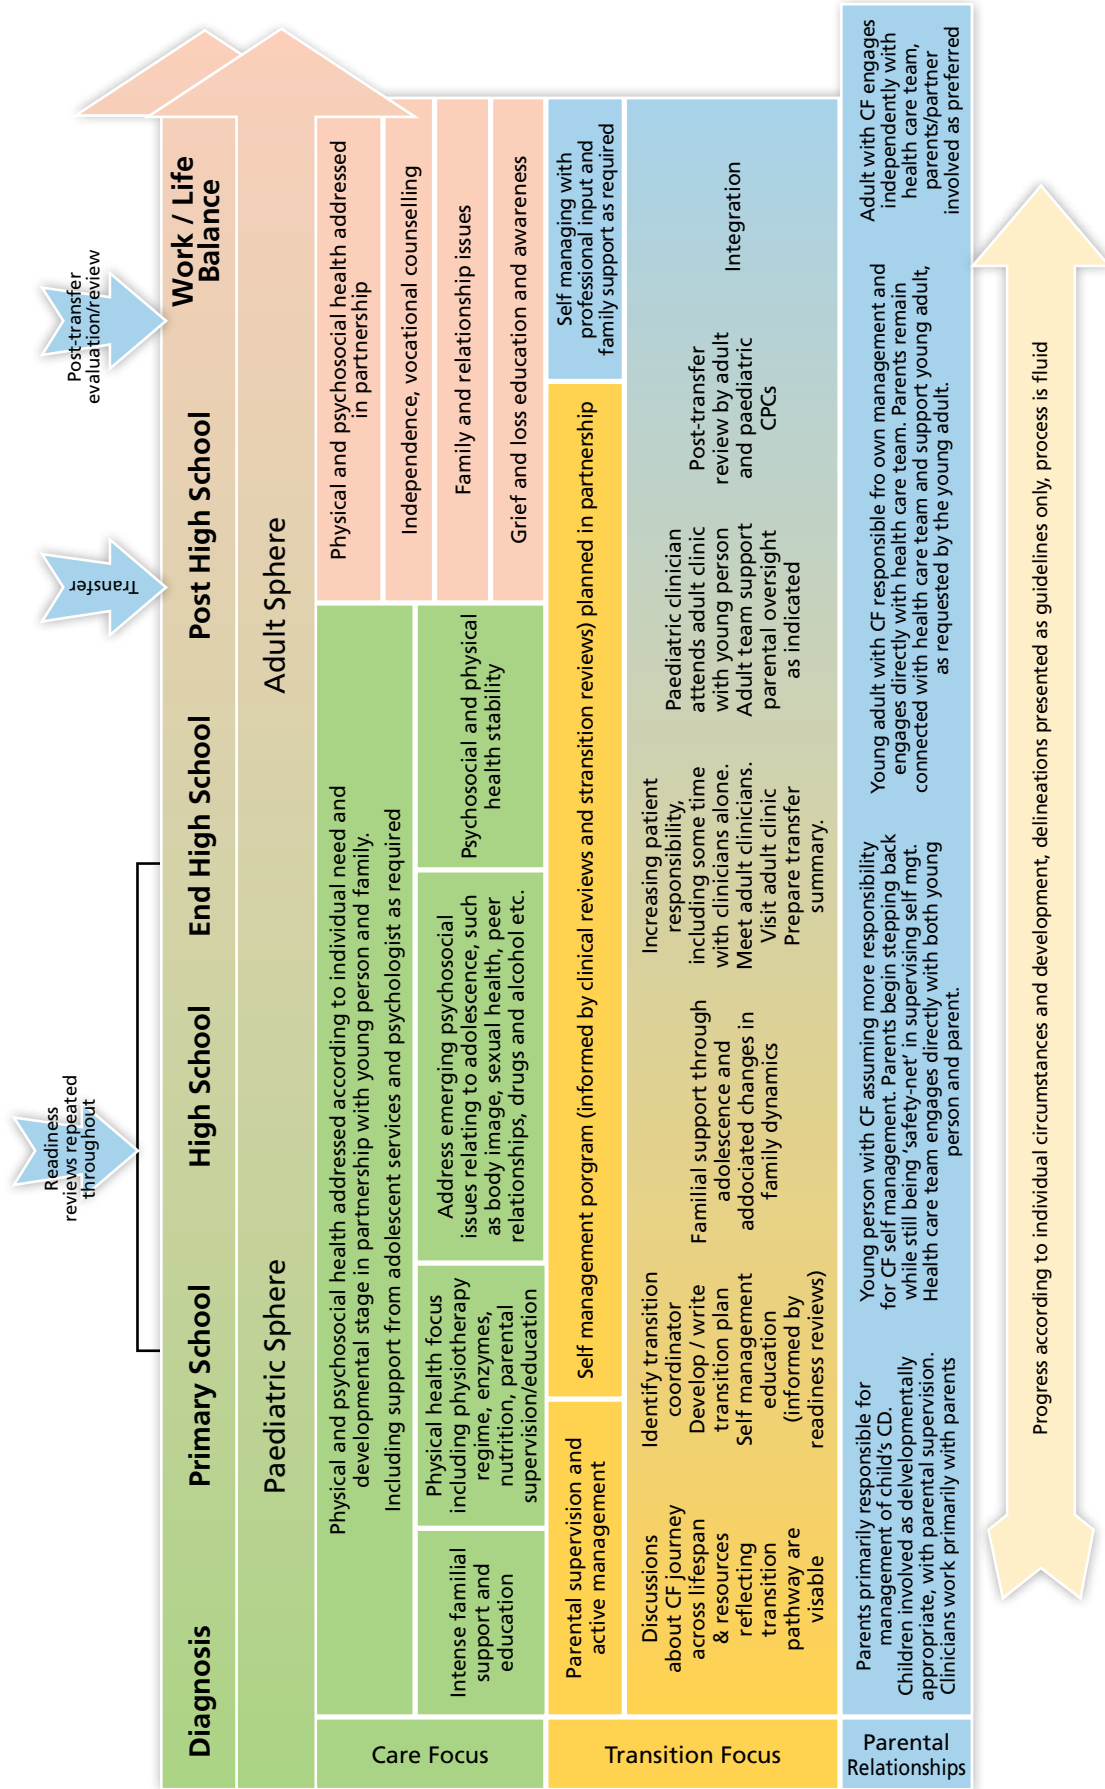 Readiness
reviews repeated
throughout
Transfer
Post-transfer
evaluation/review
Diagnosis
Primary School
High School
End High School
Post High School
Work / Life
Balance
Paediatric Sphere
Adult Sphere
Care Focus
Physical and psychosocial health addressed according to individual need and
developmental stage in partnership with young person and family.
Including support from adolescent services and psychologist as required
Physical and psychosocial health addressed
in partnership
Independence, vocational counselling
Family and relationship issues
Grief and loss education and awareness
Intense familial
support and
education
Physical health focus
including physiotherapy
regime, enzymes,
nutrition, parental
supervision/education
Address emerging psychosocial
issues relating to adolescence, such
as body image, sexual health, peer
relationships, drugs and alcohol etc.
Psychosocial and physical
health stability
Transition Focus
Parental supervision and
active management
Self management porgram (informed by clinical reviews and stransition reviews) planned in partnership
Self managing with
professional input and
family support as required
Discussions
about CF journey
across lifespan
& resources
reflecting
transition
pathway are
visable
Identify transition
coordinator
Develop / write
transition plan
Self management
education
(informed by
readiness reviews)
Familial support through
adolescence and
addociated changes in
family dynamics
Increasing patient
responsibility,
including some time
with clinicians alone.
Meet adult clinicians.
Visit adult clinic
Prepare transfer
summary.
Paediatric clinician
attends adult clinic
with young person
Adult team support
parental oversight
as indicated
Post-transfer
review by adult
and paediatric
CPCs
Integration
Parental
Relationships
Parents primarily responsible for
management of child's CD.
Children involved as delvelopmentally
appropriate, with parental supervision.
Clinicians work primarily with parents
Young person with CF assuming more responsibility
for CF self management. Parents begin stepping back
while still being ‘safety-net’ in supervising self mgt.
Health care team engages directly with both young
person and parent.
Young adult with CF responsible fro own management and
engages directly with health care team. Parents remain
connected with health care team and support young adult,
as requested by the young adult.
Adult with CF engages
independently with
health care team,
parents/partner
involved as preferred
Progress according to individual circumstances and development, delineations presented as guidelines only, process is fluid